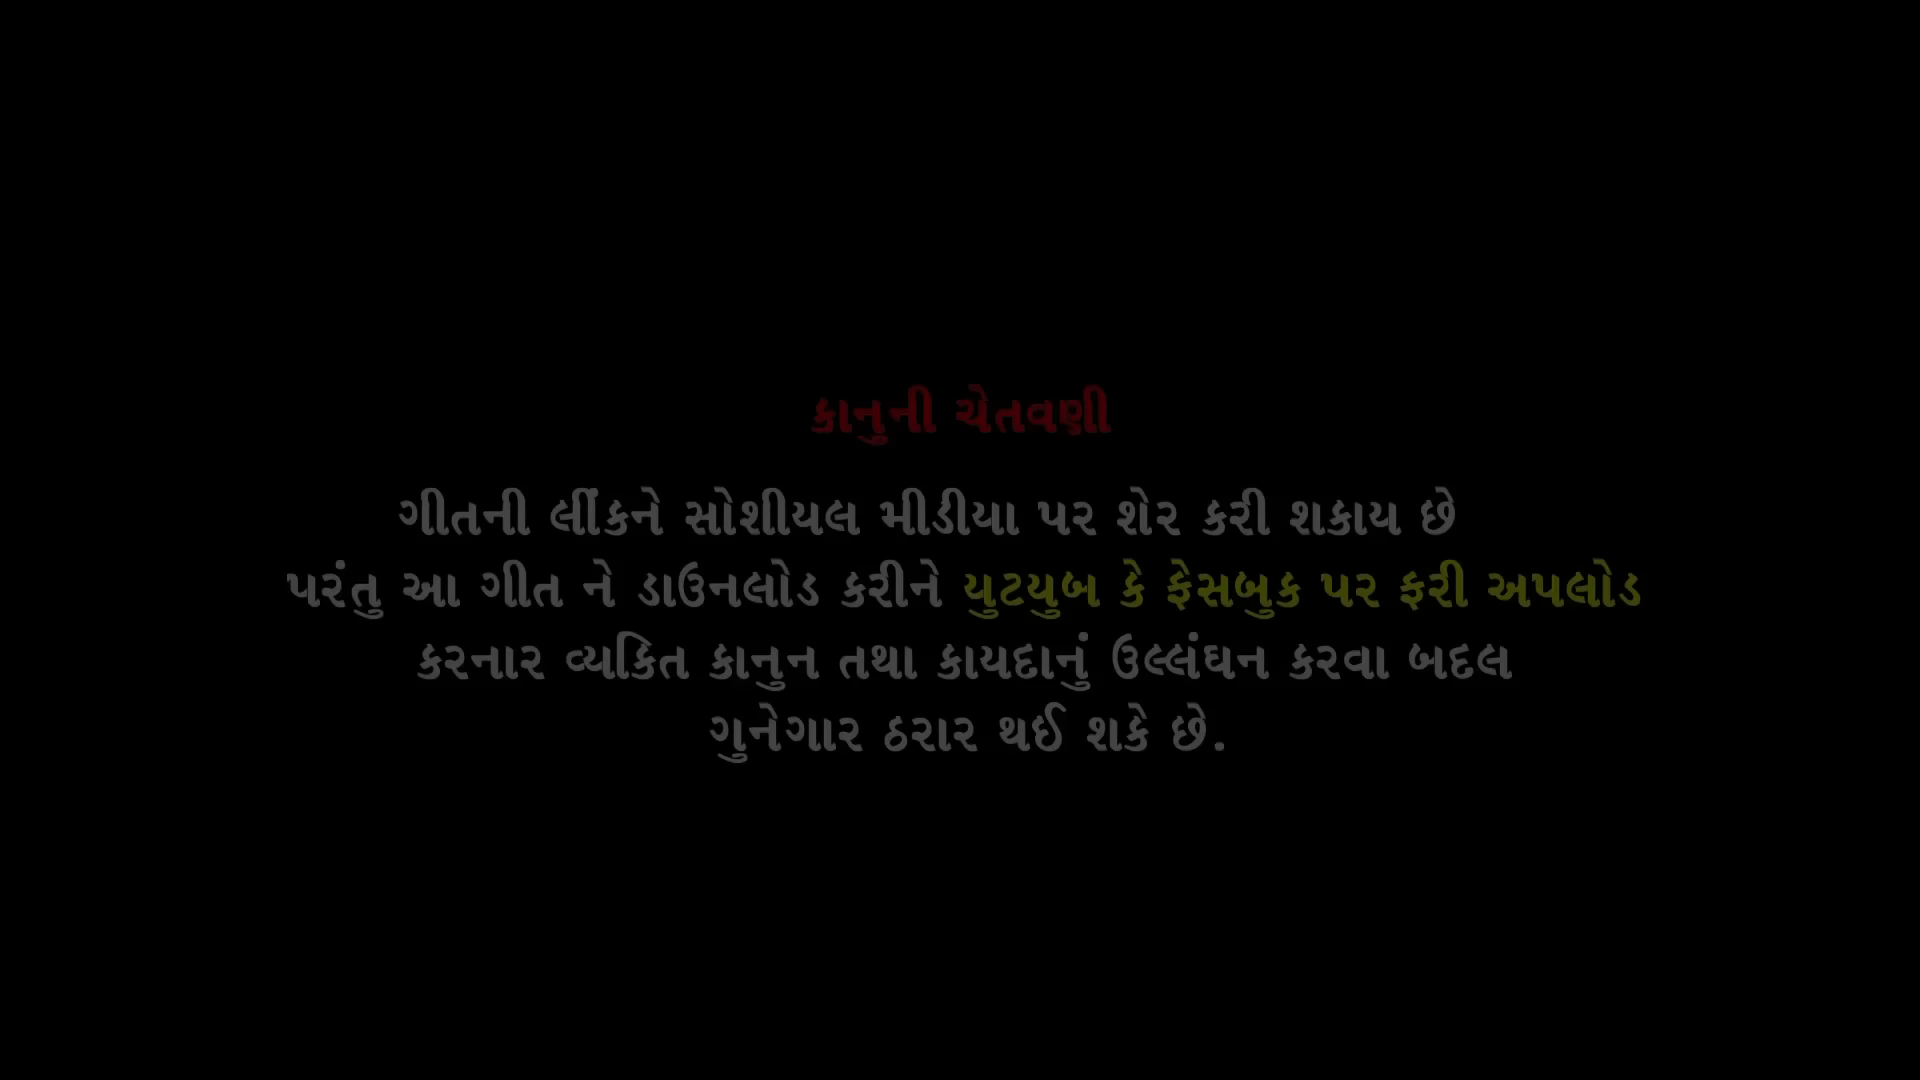 કાનુની ચેતવણી
ગીતની લીંકને સોશીયલ મીડીયા પર શેર કરી શકાય છે
પરંતુ આ ગીત ને ડાઉનલોડ કરીને યુટયુબ કે ફેસબુક પર ફરી અપલોડ
કરનાર વ્યકિત કાનુન તથા કાયદાનું ઉલ્લંઘન કરવા બદલ
ગુનેગાર ઠરાર થઈ શકે છે.